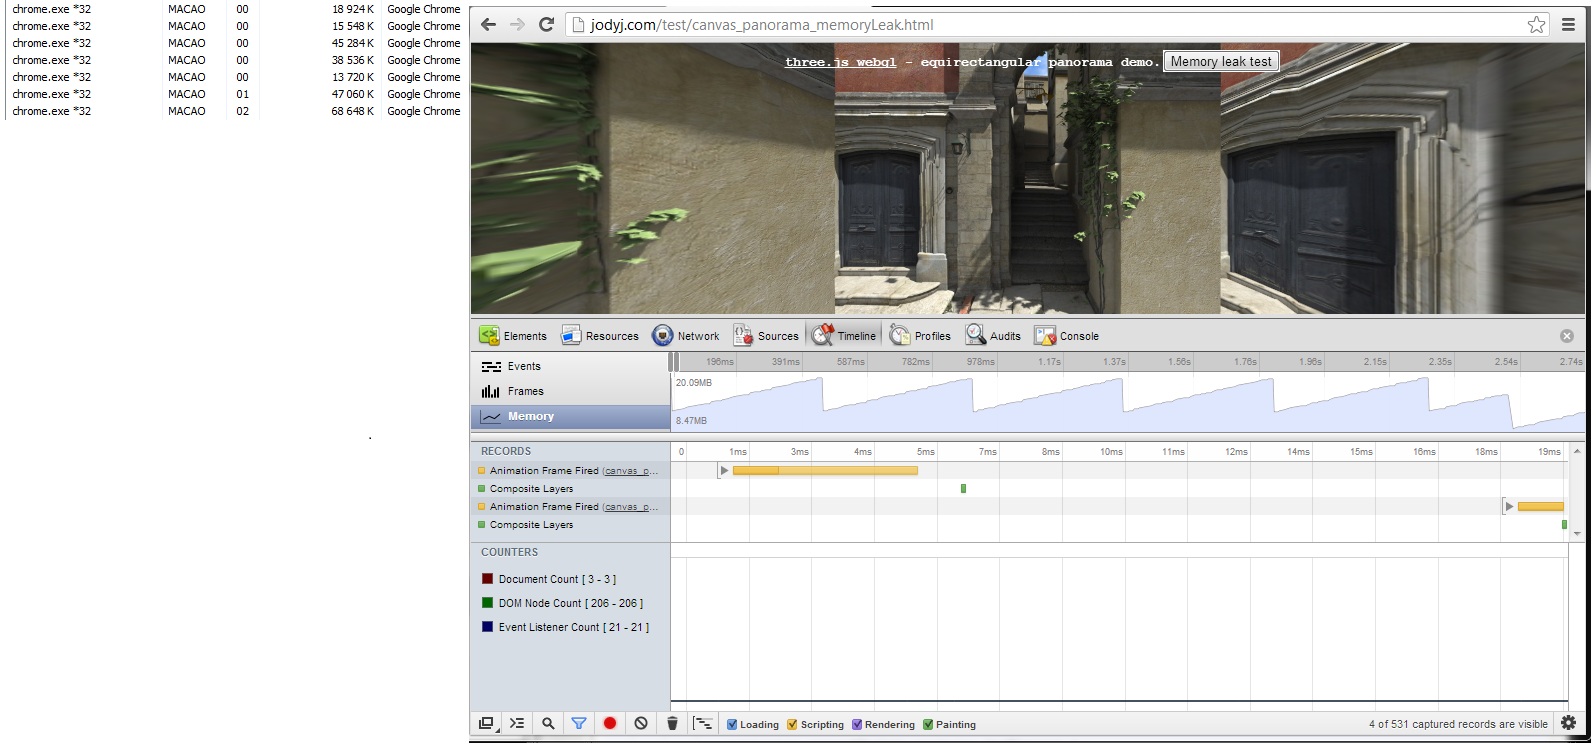 chrome.exe *32 MACAO 00 18 924 K Google Chrome
chrome.exe *32 MACAO 00 15 548 K Google Chrome
chrome.exe *32 MACAO 00 45 284 K Google Chrome
chrome.exe *32 MACAO 00 38 536 K Google Chrome
chrome.exe *32 MACAO 00 13 720 K Google Chrome
chrome.exe *32 MACAO 01 47 060 K Google Chrome
chrome.exe *32 MACAO 02 68 648 K Google Chrome
jodyj.com/test/canvas_panorama_memoryLeak.html
three.js webgl - equirectangular panorama demo. Memory leak test
Elements Resources Network Sources Timeline Profiles Audits Console
Events
Frames
Memory
196ms 391ms 587ms 782ms 978ms 1.17s 1.37s 1.56s 1.76s 1.96s 2.15s 2.35s 2.54s 2.74s
20.09MB
8.47MB
RECORDS
0 1ms 3ms 4ms 5ms 7ms 8ms 10ms 11ms 12ms 14ms 15ms 16ms 18ms 19ms
Animation Frame Fired (canvas_p...
Composite Layers
Animation Frame Fired (canvas_p...
Composite Layers
COUNTERS
Document Count [ 3 - 3 ]
DOM Node Count [ 206 - 206 ]
Event Listener Count [ 21 - 21 ]
Loading Scripting Rendering Painting 4 of 531 captured records are visible